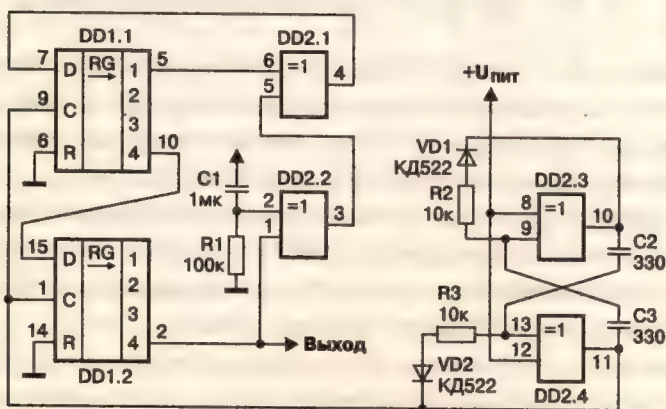 DD1.1
DD2.1
7 D RG 1 5
9 C 2
3
6 R 4 10
6 =1 4
5
C1
1мк
DD2.2
2 =1 3
1
R1
100к
15 D RG 1
1 C 2
3
14 R 4 2
DD1.2
Выход
+Uпит
VD1
КД522
R2
10к
DD2.3
8 =1 10
9
C2
330
R3
10к
C3
330
13 =1
12 11
VD2
КД522
DD2.4